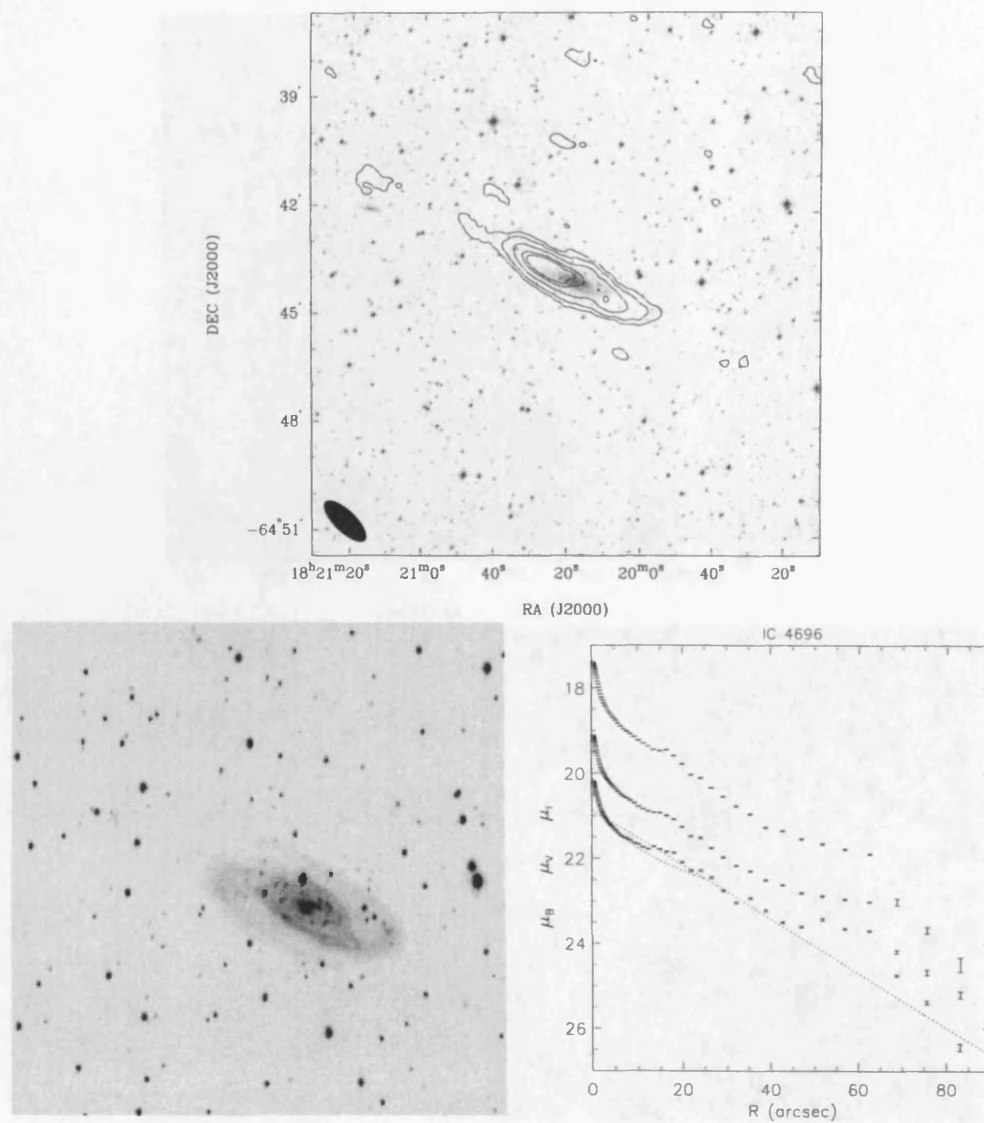 39′
42′
45′
48′
-64° 51′
DEC (J2000)
18ʰ21ᵐ20ˢ 21ᵐ0ˢ 40ˢ 20ˢ 20ᵐ0ˢ 40ˢ 20ˢ
RA (J2000)
IC 4696
18
20
22
24
26
μI
μV
μB
0 20 40 60 80
R (arcsec)